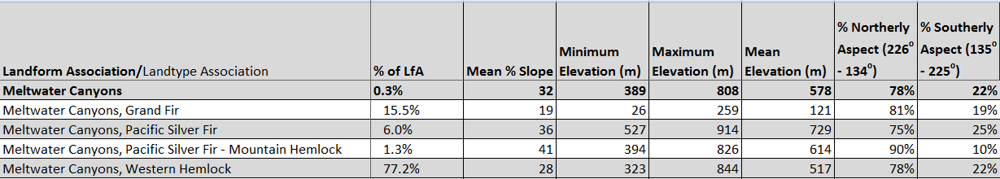 Landform Association/Landtype Association	% of LfA	Mean % Slope	Minimum Elevation (m)	Maximum Elevation (m)	Mean Elevation (m)	% Northerly Aspect (226° - 134°)	% Southerly Aspect (135° - 225°)
Meltwater Canyons	0.3%	32	389	808	578	78%	22%
Meltwater Canyons, Grand Fir	15.5%	19	26	259	121	81%	19%
Meltwater Canyons, Pacific Silver Fir	6.0%	36	527	914	729	75%	25%
Meltwater Canyons, Pacific Silver Fir - Mountain Hemlock	1.3%	41	394	826	614	90%	10%
Meltwater Canyons, Western Hemlock	77.2%	28	323	844	517	78%	22%